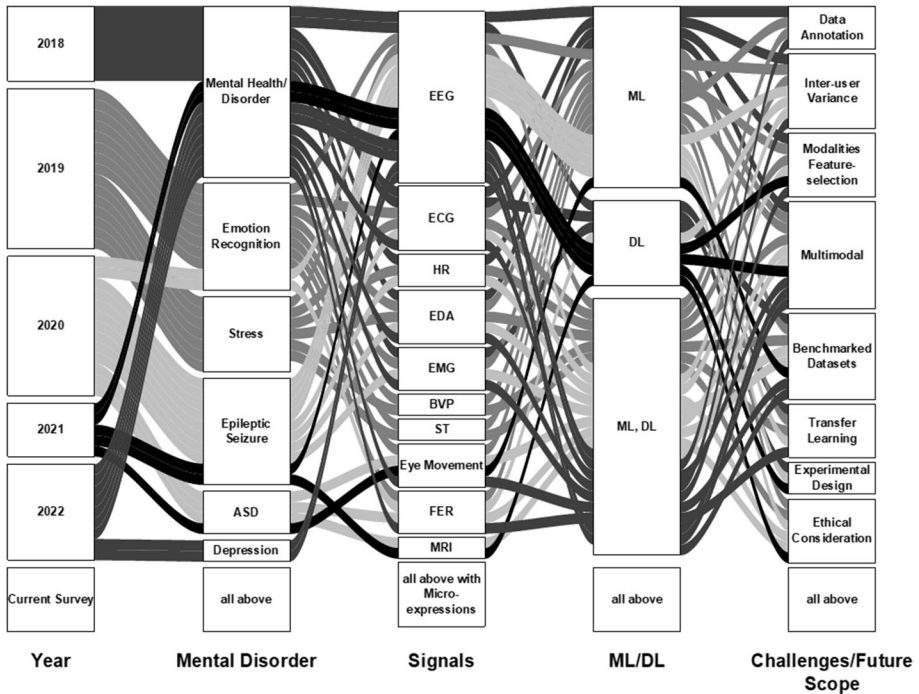 2018
2019
2020
2021
2022
Current Survey
Year
Mental Health/
Disorder
Emotion
Recognition
Stress
Epileptic
Seizure
ASD
Depression
all above
Mental Disorder
EEG
ECG
HR
EDA
EMG
BVP
ST
Eye Movement
FER
MRI
all above with
Micro-
expressions
Signals
ML
DL
ML, DL
all above
ML/DL
Data
Annotation
Inter-user
Variance
Modalities
Feature-
selection
Multimodal
Benchmarked
Datasets
Transfer
Learning
Experimental
Design
Ethical
Consideration
all above
Challenges/Future
Scope